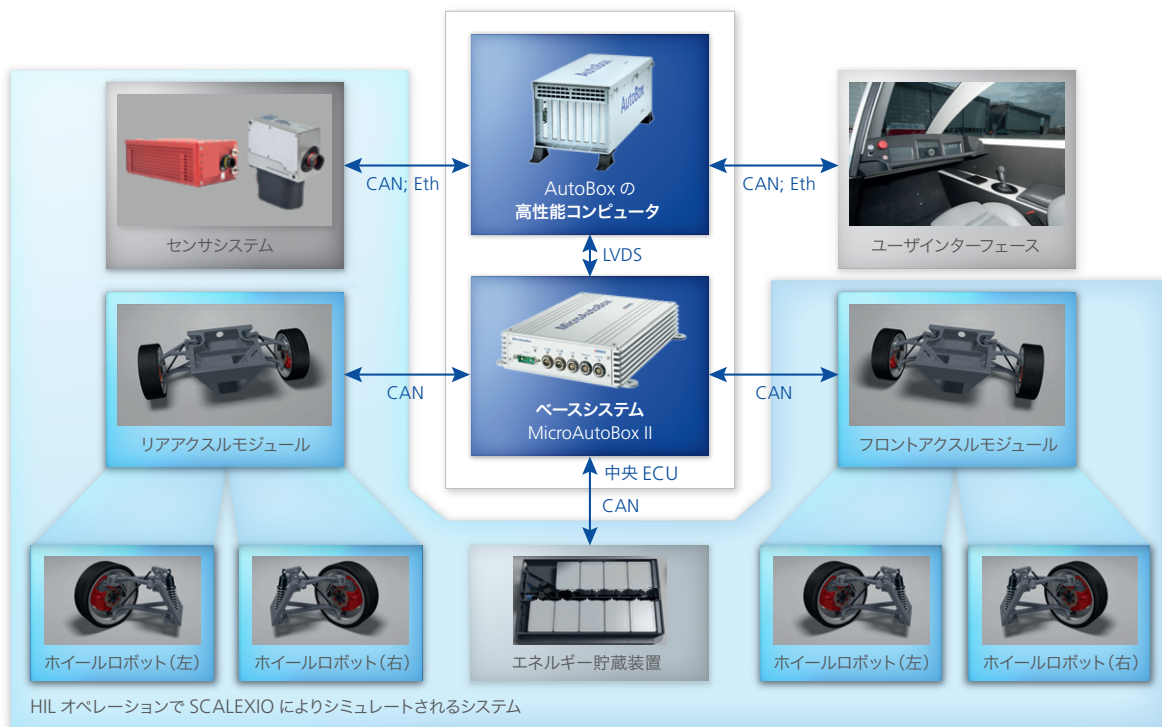 AutoBox
AutoBox
CAN; Eth
CAN; Eth
AutoBox の
高性能コンピュータ
センサシステム
ユーザインターフェース
LVDS
MicroAutoBox
CAN
CAN
ベースシステム
MicroAutoBox II
リアアクスルモジュール
フロントアクスルモジュール
中央 ECU
CAN
ホイールロボット（左）
ホイールロボット（右）
エネルギー貯蔵装置
ホイールロボット（左）
ホイールロボット（右）
HIL オペレーションで SCALEXIO によりシミュレートされるシステム